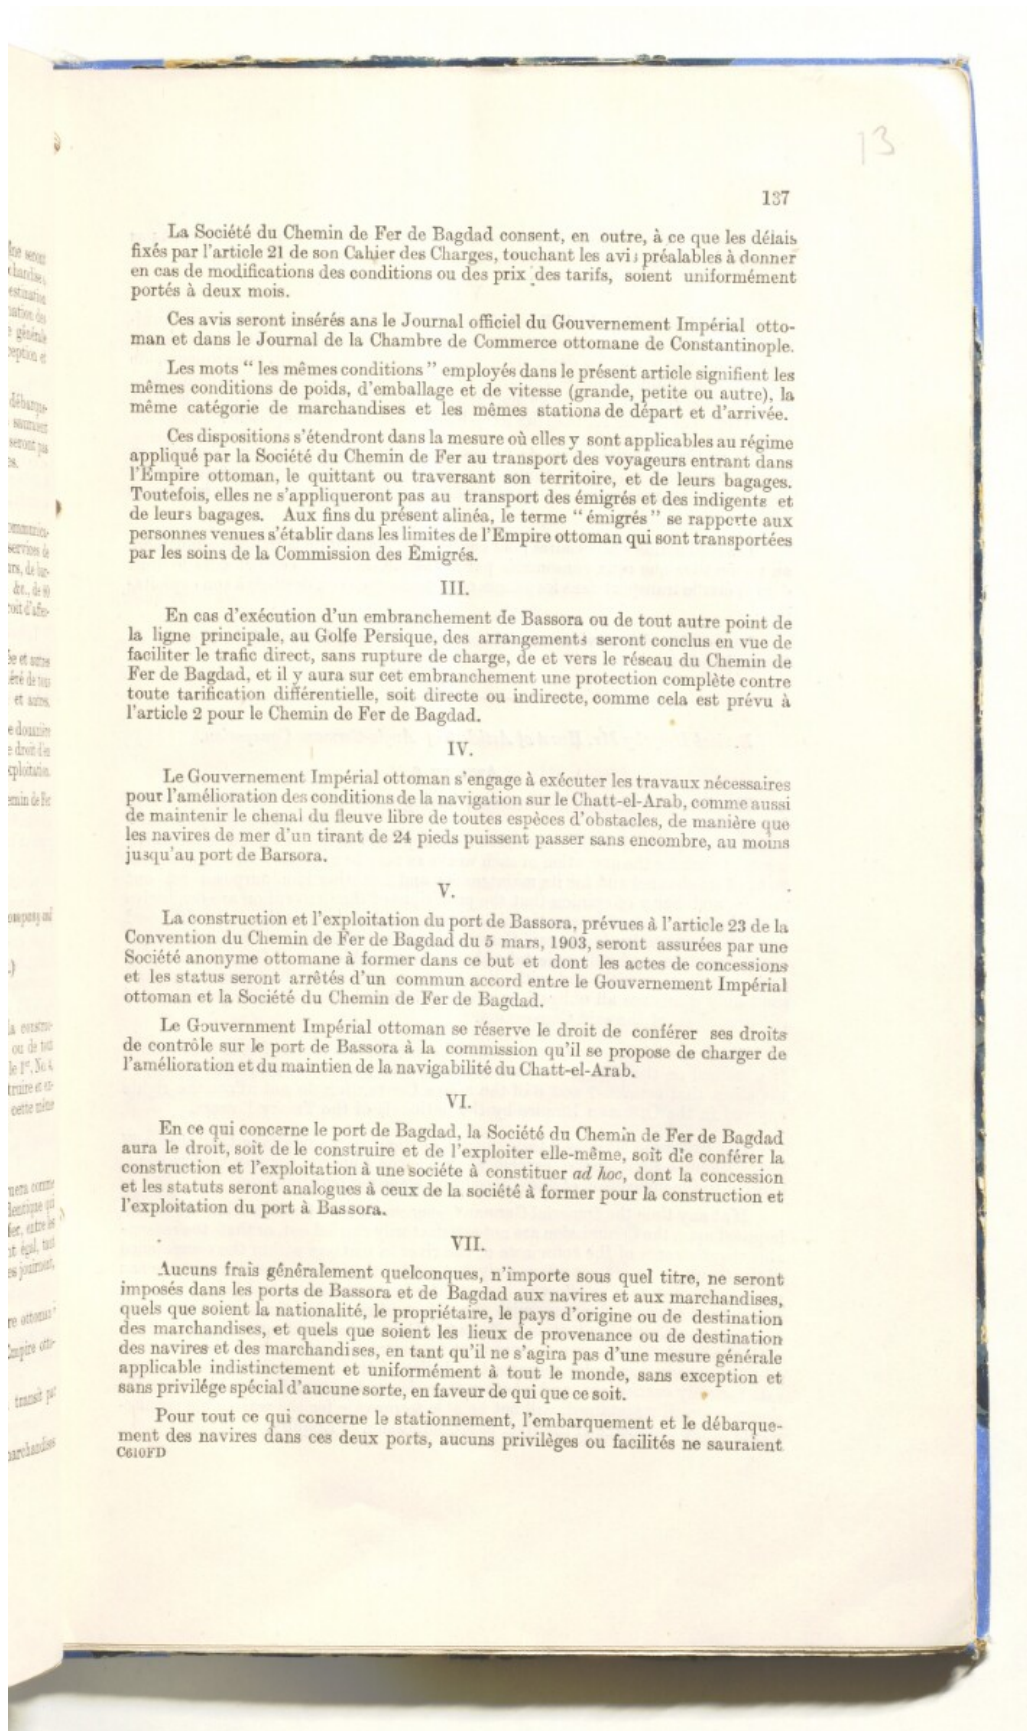 13
137
La Société du Chemin de Fer de Bagdad consent, en outre, à ce que les délais
fixés par l'article 21 de son Cahier des Charges, touchant les avis préalables à donner
en cas de modifications des conditions ou des prix des tarifs, soient uniformément
portés à deux mois.
Ces avis seront insérés ans le Journal officiel du Gouvernement Impérial otto-
man et dans le Journal de la Chambre de Commerce ottomane de Constantinople.
Les mots " les mêmes conditions " employés dans le présent article signifient les
mêmes conditions de poids, d'emballage et de vitesse (grande, petite ou autre), la
même catégorie de marchandises et les mêmes stations de départ et d'arrivée.
Ces dispositions s'étendront dans la mesure où elles y sont applicables au régime
appliqué par la Société du Chemin de Fer au transport des voyageurs entrant dans
l'Empire ottoman, le quittant ou traversant son territoire, et de leurs bagages.
Toutefois, elles ne s'appliqueront pas au transport des émigrés et des indigents et
de leurs bagages. Aux fins du présent alinéa, le terme " émigrés " se rapporte aux
personnes venues s'établir dans les limites de l'Empire ottoman qui sont transportées
par les soins de la Commission des Emigrés.
III.
En cas d'exécution d'un embranchement de Bassora ou de tout autre point de
la ligne principale, au Golfe Persique, des arrangements seront conclus en vue de
faciliter le trafic direct, sans rupture de charge, de et vers le réseau du Chemin de
Fer de Bagdad, et il y aura sur cet embranchement une protection complète contre
toute tarification différentielle, soit directe ou indirecte, comme cela est prévu à
l'article 2 pour le Chemin de Fer de Bagdad.
IV.
Le Gouvernement Impérial ottoman s'engage à exécuter les travaux nécessaires
pour l'amélioration des conditions de la navigation sur le Chatt-el-Arab, comme aussi
de maintenir le chenal du fleuve libre de toutes espèces d'obstacles, de manière que
les navires de mer d'un tirant de 24 pieds puissent passer sans encombre, au moins
jusqu'au port de Barsora.
V.
La construction et l'exploitation du port de Bassora, prévues à l'article 23 de la
Convention du Chemin de Fer de Bagdad du 5 mars, 1903, seront assurées par une
Société anonyme ottomane à former dans ce but et dont les actes de concessions
et les status seront arrêtés d'un commun accord entre le Gouvernement Impérial
ottoman et la Société du Chemin de Fer de Bagdad.
Le Gouvernment Impérial ottoman se réserve le droit de conférer ses droits
de contrôle sur le port de Bassora à la commission qu'il se propose de charger de
l'amélioration et du maintien de la navigabilité du Chatt-el-Arab.
VI.
En ce qui concerne le port de Bagdad, la Société du Chemin de Fer de Bagdad
aura le droit, soit de le construire et de l'exploiter elle-même, soit d'e conférer la
construction et l'exploitation à une sociéte à constituer ad hoc, dont la concession
et les statuts seront analogues à ceux de la société à former pour la construction et
l'exploitation du port à Bassora.
VII.
Aucuns frais généralement quelconques, n'importe sous quel titre, ne seront
imposés dans les ports de Bassora et de Bagdad aux navires et aux marchandises,
quels que soient la nationalité, le propriétaire, le pays d'origine ou de destination
des marchandises, et quels que soient les lieux de provenance ou de destination
des navires et des marchandises, en tant qu'il ne s'agira pas d'une mesure générale
applicable indistinctement et uniformément à tout le monde, sans exception et
sans privilége spécial d'aucune sorte, en faveur de qui que ce soit.
Pour tout ce qui concerne le stationnement, l'embarquement et le débarque-
ment des navires dans ces deux ports, aucuns privilèges ou facilités ne sauraient
C610FD